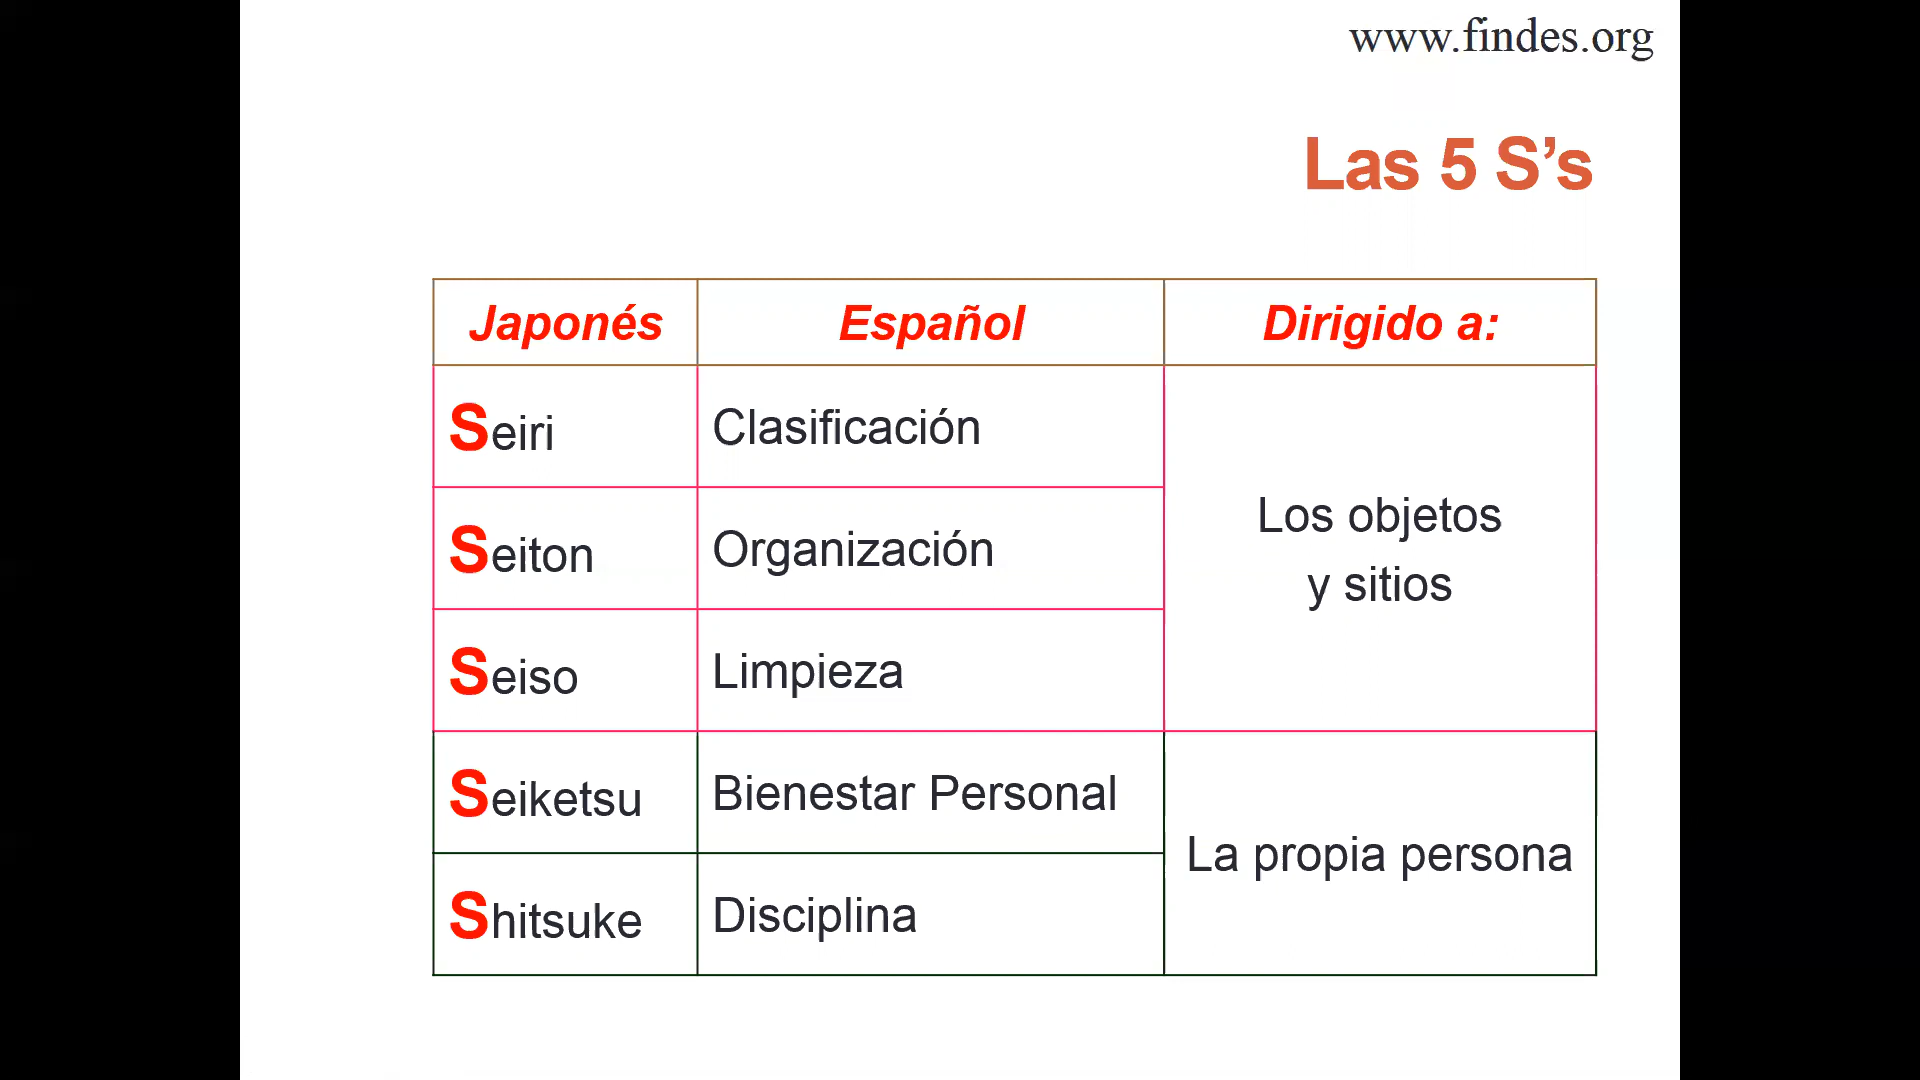 www.findes.org
Las 5 S’s
Japonés Español Dirigido a:
Seiri Clasificación
Seiton Organización
Seiso Limpieza
Los objetos
y sitios
Seiketsu Bienestar Personal
Shitsuke Disciplina
La propia persona